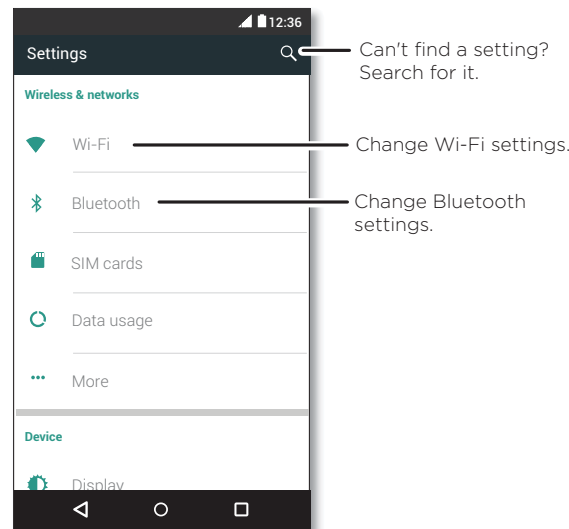 12:36
Settings
Can't find a setting?
Search for it.
Wireless & networks
Wi-Fi
Change Wi-Fi settings.
Bluetooth
Change Bluetooth
settings.
SIM cards
Data usage
More
Device
Display